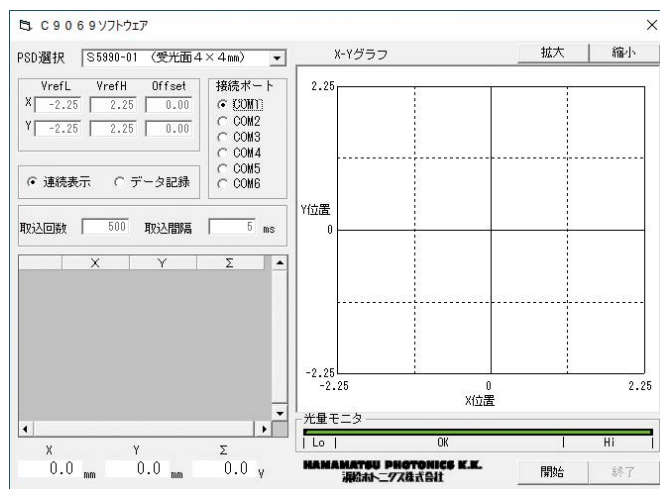 C9069ソフトウェア
PSD選択 S5990-01 (受光面4×4mm)
VrefL VrefH Offset
X -2.25 2.25 0.00
Y -2.25 2.25 0.00
接続ポート
COM1
COM2
COM3
COM4
COM5
COM6
連続表示 データ記録
取込回数 500 取込間隔 5 ms
X Y Σ
X Y Σ
0.0 mm 0.0 mm 0.0 V
X-Yグラフ 拡大 縮小
2.25
Y位置
0
-2.25
-2.25 0 2.25
X位置
光量モニタ
Lo OK Hi
HAMAMATSU PHOTONICS K.K.
浜松ホトニクス株式会社
開始 終了